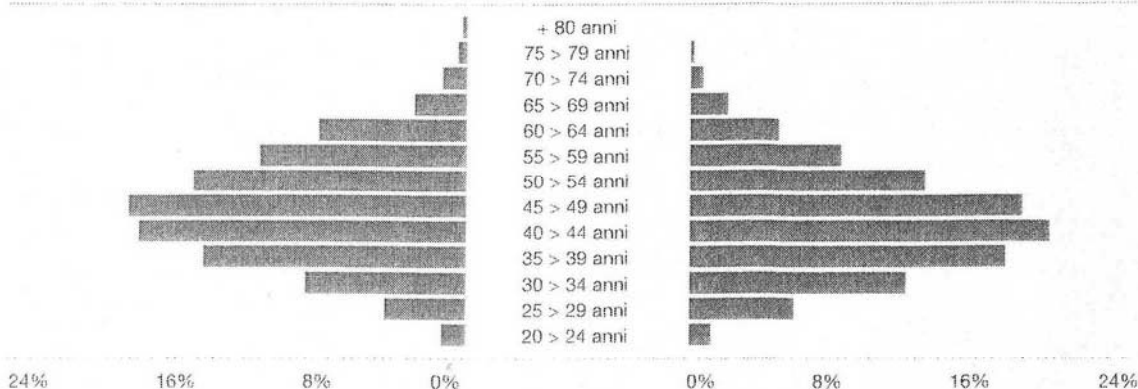 + 80 anni
75 > 79 anni
70 > 74 anni
65 > 69 anni
60 > 64 anni
55 > 59 anni
50 > 54 anni
45 > 49 anni
40 > 44 anni
35 > 39 anni
30 > 34 anni
25 > 29 anni
20 > 24 anni
24% 16% 8% 0% 0% 8% 16% 24%